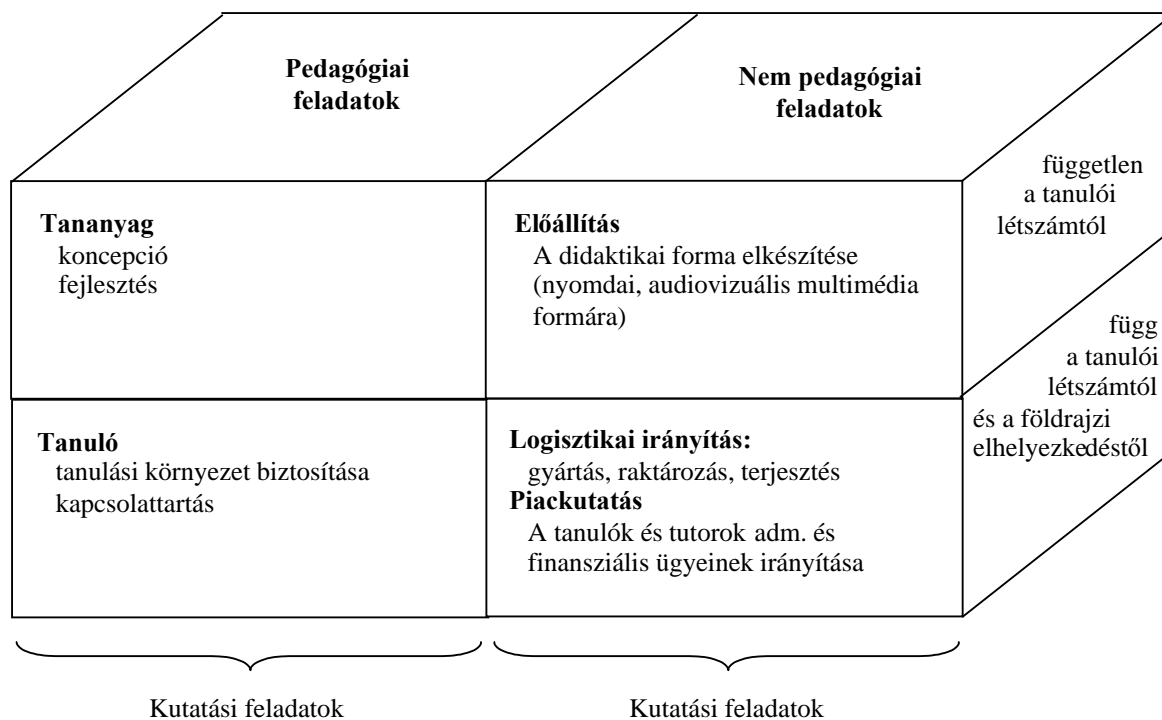 Pedagógiai
feladatok
Nem pedagógiai
feladatok
független
a tanulói
létszámtól
Tananyag
koncepció
fejlesztés
Előállítás
A didaktikai forma elkészítése
(nyomdai, audiovizuális multimédia
formára)
függ
a tanulói
létszámtól
és a földrajzi
elhelyezkedéstől
Tanuló
tanulási környezet biztosítása
kapcsolattartás
Logisztikai irányítás:
gyártás, raktározás, terjesztés
Piackutatás
A tanulók és tutorok adm. és
finansziális ügyeinek irányítása
Kutatási feladatok
Kutatási feladatok